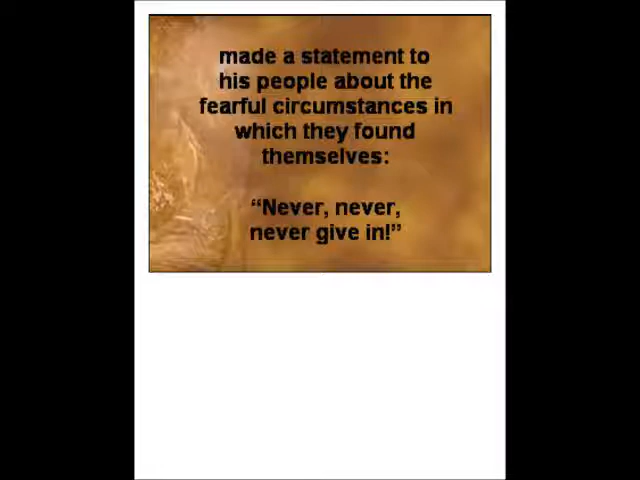 made a statement to
his people about the
fearful circumstances in
which they found
themselves:
“Never, never,
never give in!”